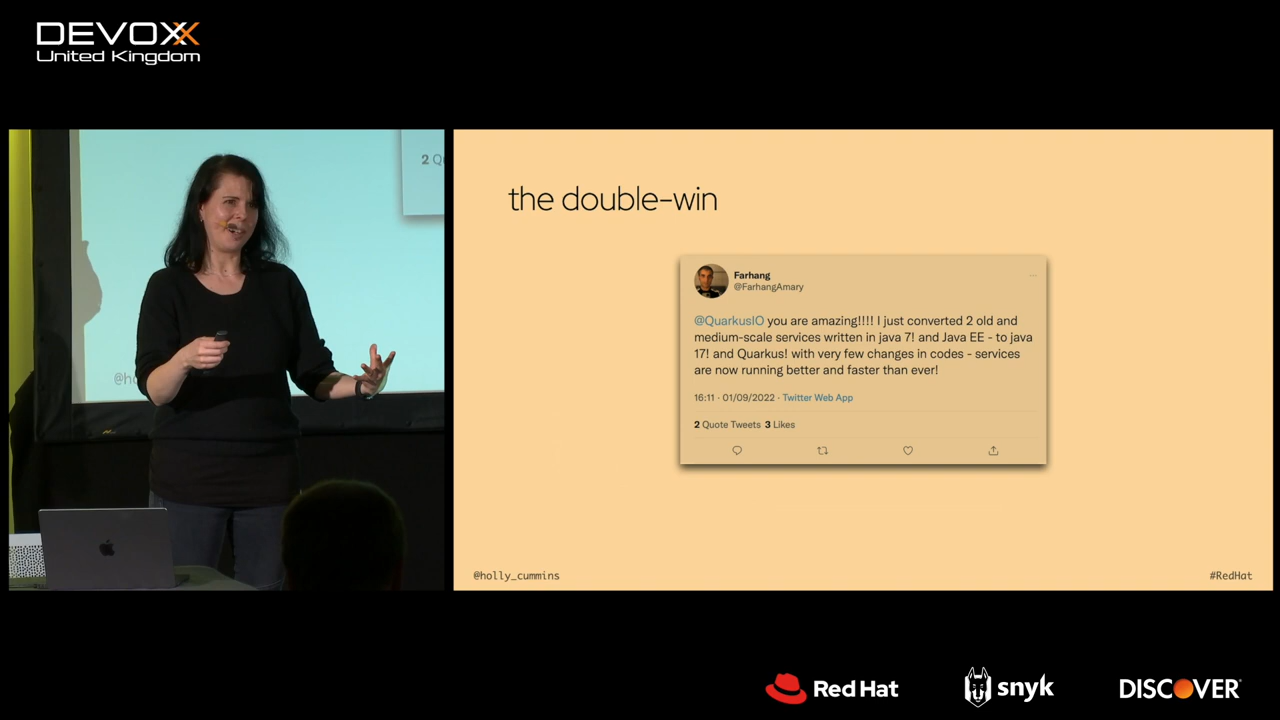 DEVOXX
United Kingdom
2 Qu
@ho
the double-win
Farhang
@FarhangAmary
@QuarkusIO you are amazing!!!! I just converted 2 old and
medium-scale services written in java 7! and Java EE - to java
17! and Quarkus! with very few changes in codes - services
are now running better and faster than ever!
16:11 · 01/09/2022 · Twitter Web App
2 Quote Tweets 3 Likes
@holly_cummins
#RedHat
Red Hat
snyk
DISCOVER